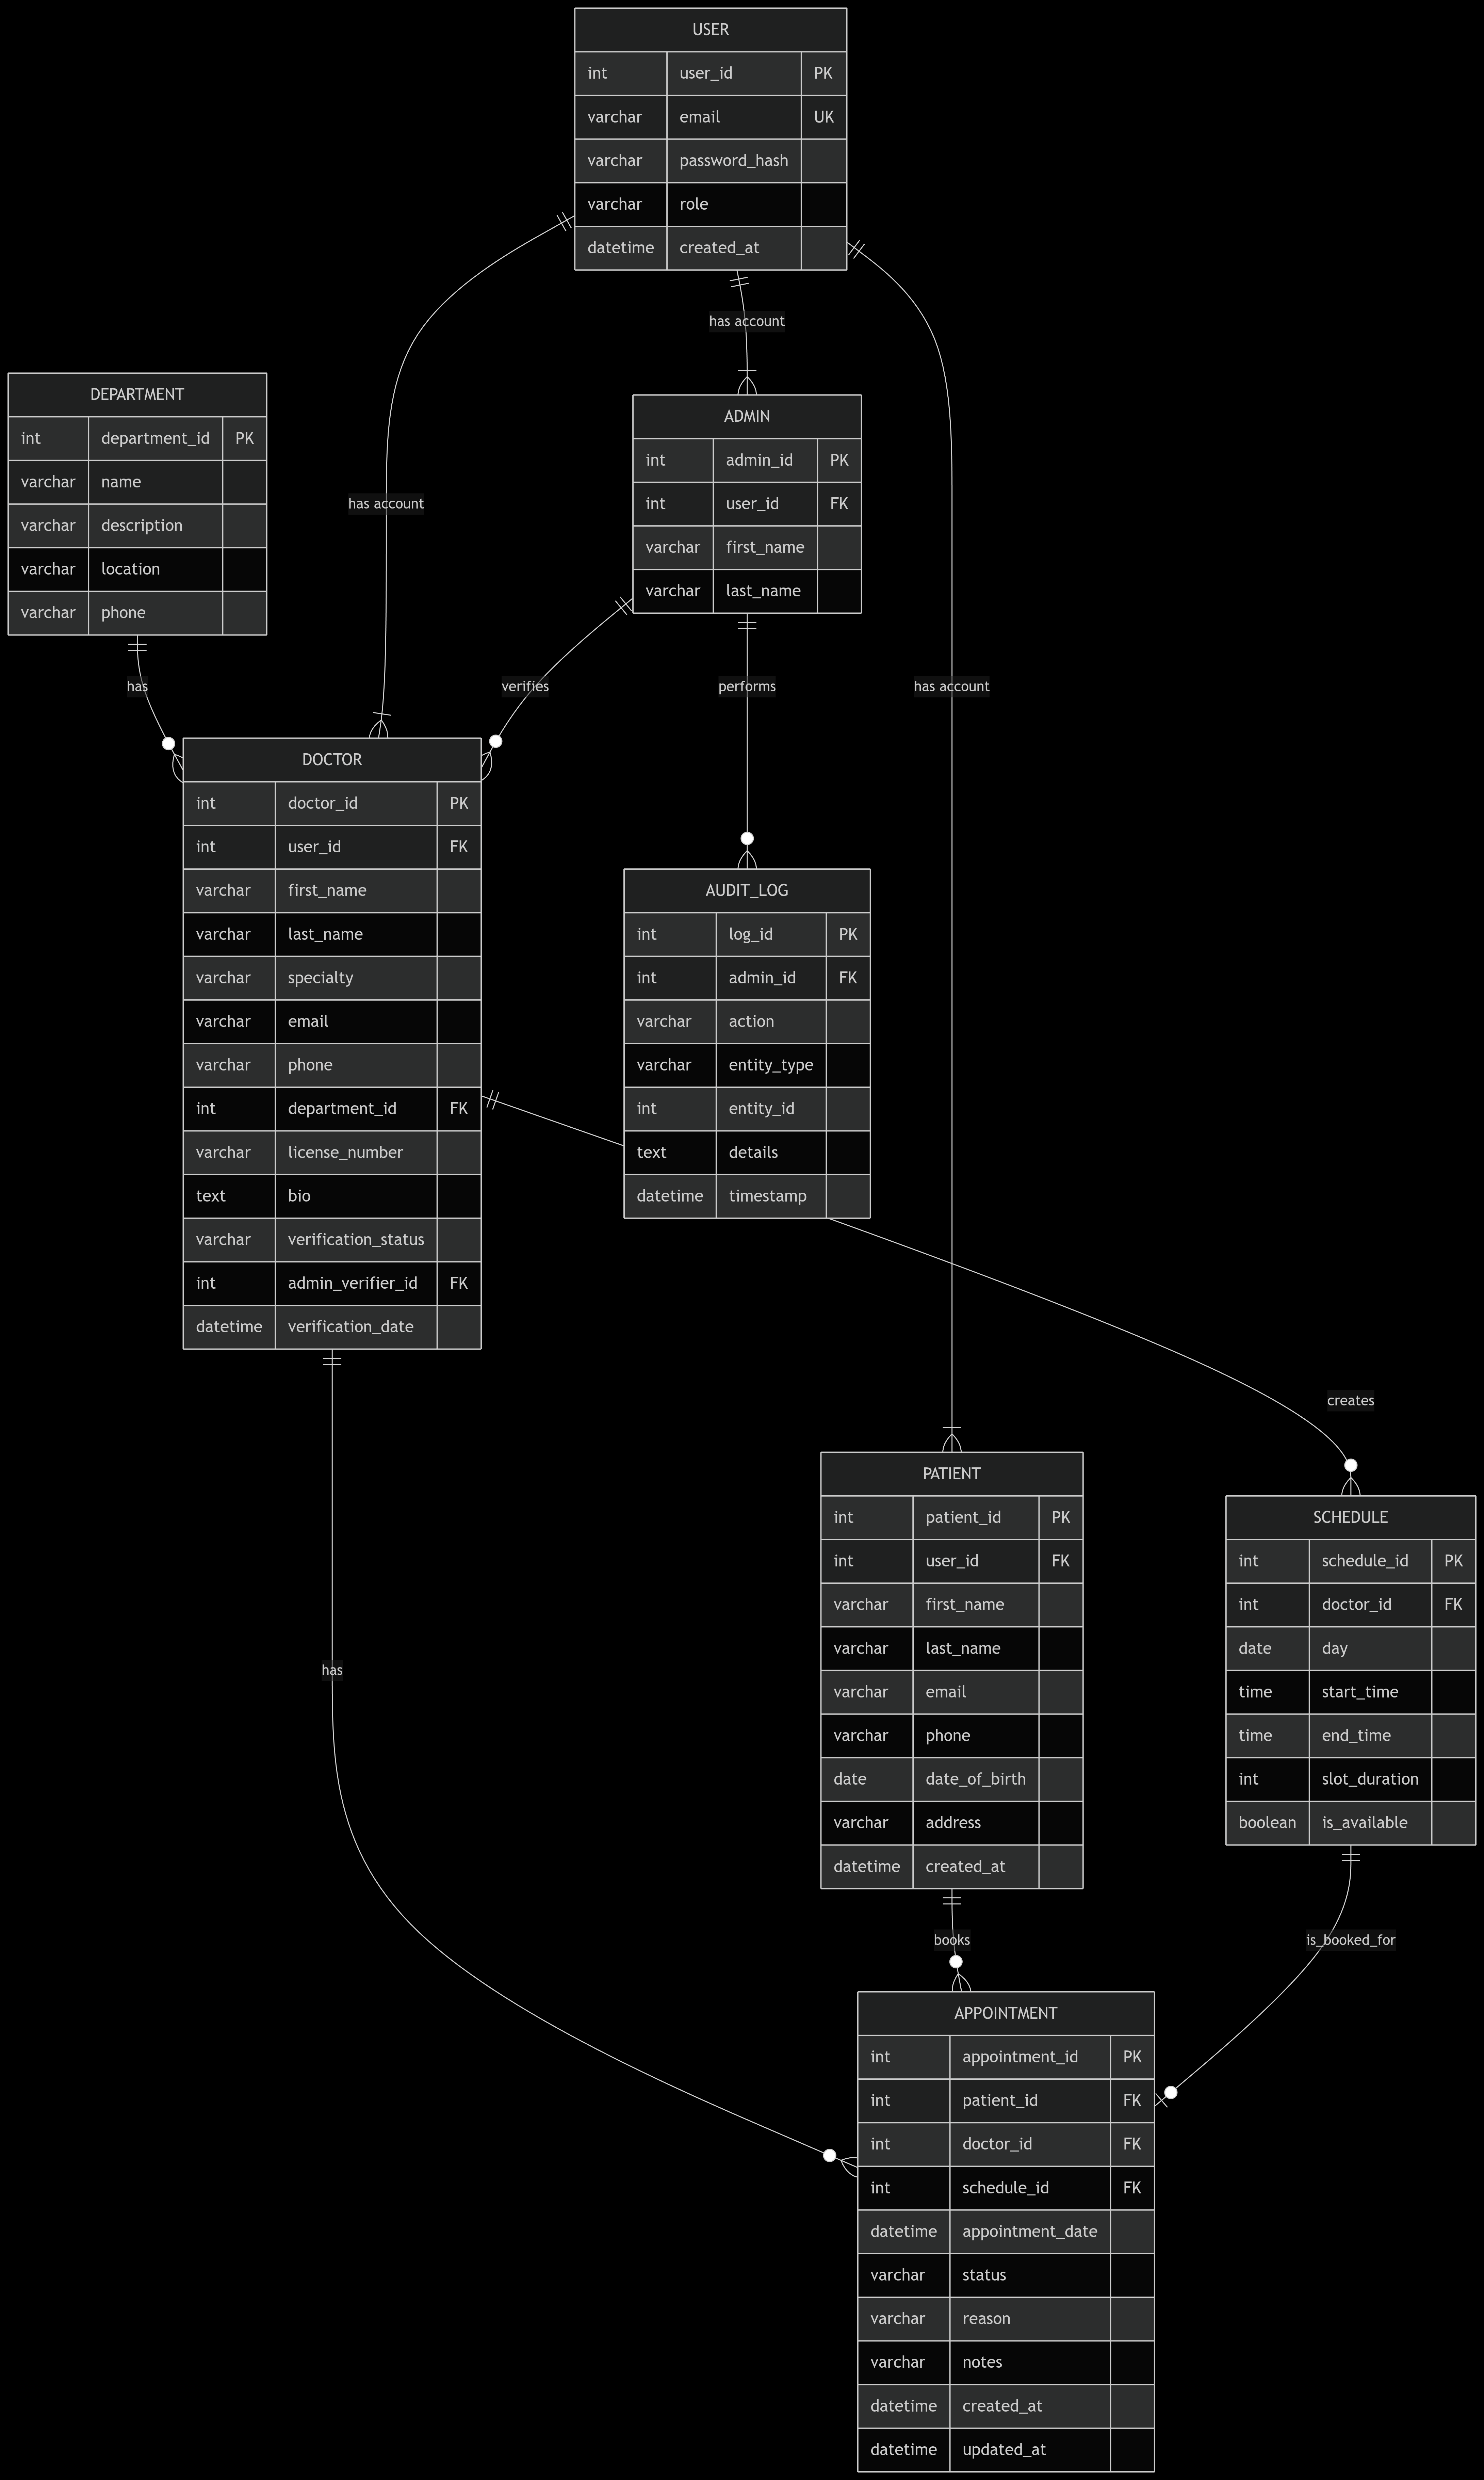 USER
int user_id PK
varchar email UK
varchar password_hash
varchar role
datetime created_at
has account
DEPARTMENT
int department_id PK
varchar name
varchar description
varchar location
varchar phone
ADMIN
int admin_id PK
int user_id FK
varchar first_name
varchar last_name
has account
has
verifies
performs
has account
DOCTOR
int doctor_id PK
int user_id FK
varchar first_name
varchar last_name
varchar specialty
varchar email
varchar phone
int department_id FK
varchar license_number
text bio
varchar verification_status
int admin_verifier_id FK
datetime verification_date
AUDIT_LOG
int log_id PK
int admin_id FK
varchar action
varchar entity_type
int entity_id
text details
datetime timestamp
creates
PATIENT
int patient_id PK
int user_id FK
varchar first_name
varchar last_name
varchar email
varchar phone
date date_of_birth
varchar address
datetime created_at
SCHEDULE
int schedule_id PK
int doctor_id FK
date day
time start_time
time end_time
int slot_duration
boolean is_available
has
books
is_booked_for
APPOINTMENT
int appointment_id PK
int patient_id FK
int doctor_id FK
int schedule_id FK
datetime appointment_date
varchar status
varchar reason
varchar notes
datetime created_at
datetime updated_at